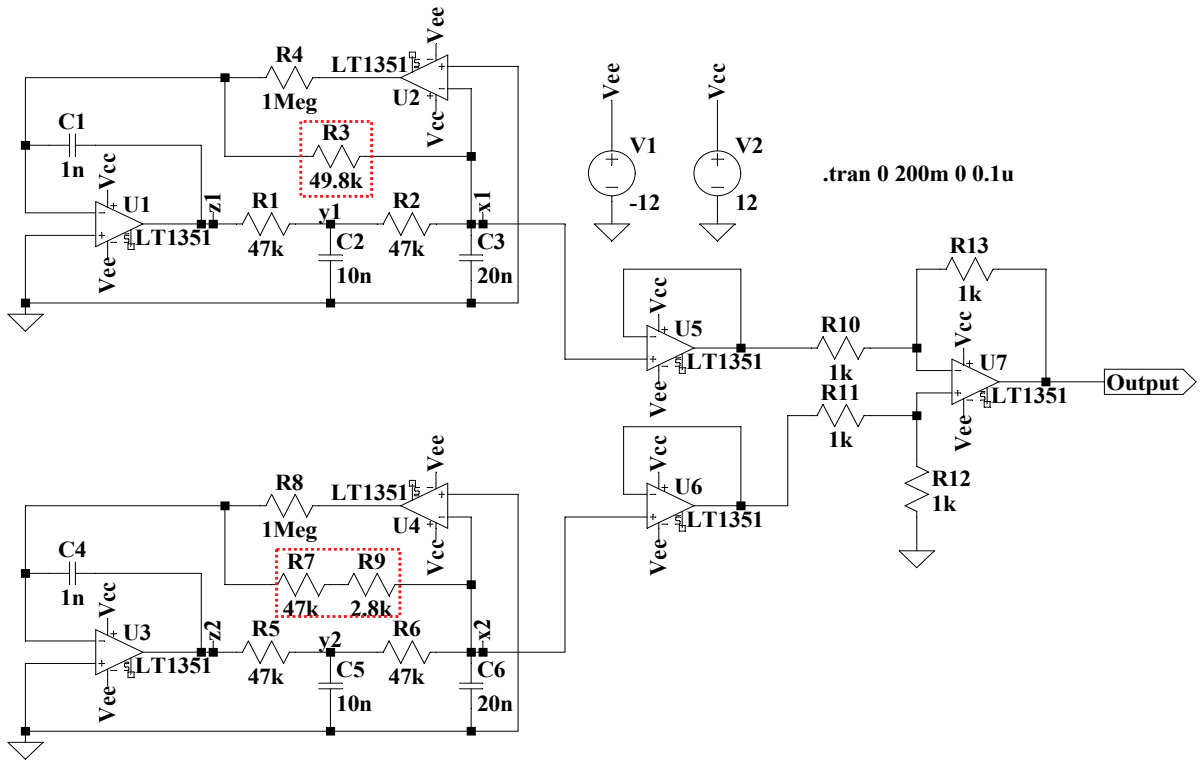 R4
1Meg
LT1351
Vee
U2
Vcc
C1
1n
R3
49.8k
Vcc
U1
LT1351
Vee
z1
R1
47k
y1
R2
47k
x1
C2
10n
C3
20n
Vee
V1
-12
Vcc
V2
12
.tran 0 200m 0 0.1u
Vcc
U5
LT1351
Vee
R10
1k
R13
1k
Vcc
U7
LT1351
Vee
Output
R11
1k
R12
1k
R8
1Meg
LT1351
Vee
U4
Vcc
C4
1n
R7
47k
R9
2.8k
Vcc
U3
LT1351
Vee
z2
R5
47k
y2
R6
47k
x2
C5
10n
C6
20n
Vcc
U6
LT1351
Vee